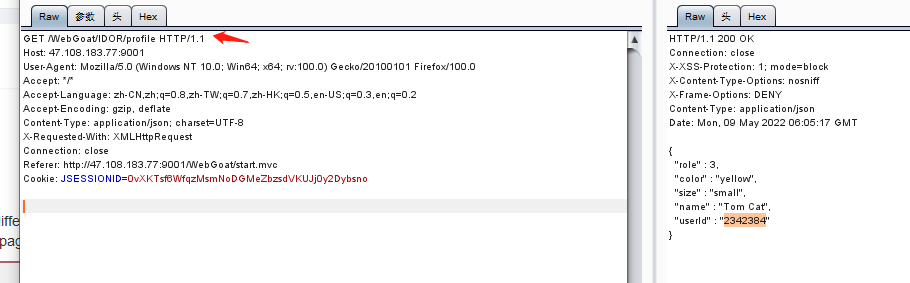 Raw 参数 头 Hex
GET /WebGoat/IDOR/profile HTTP/1.1
Host: 47.108.183.77:9001
User-Agent: Mozilla/5.0 (Windows NT 10.0; Win64; x64; rv:100.0) Gecko/20100101 Firefox/100.0
Accept: */*
Accept-Language: zh-CN,zh;q=0.8,zh-TW;q=0.7,zh-HK;q=0.5,en-US;q=0.3,en;q=0.2
Accept-Encoding: gzip, deflate
Content-Type: application/json; charset=UTF-8
X-Requested-With: XMLHttpRequest
Connection: close
Referer: http://47.108.183.77:9001/WebGoat/start.mvc
Cookie: JSESSIONID=0vXKTsf6WfqzMsmNoDGMeZbzsdVKUJj0y2Dybsno
diffe
pag
Raw 头 Hex
HTTP/1.1 200 OK
Connection: close
X-XSS-Protection: 1; mode=block
X-Content-Type-Options: nosniff
X-Frame-Options: DENY
Content-Type: application/json
Date: Mon, 09 May 2022 06:05:17 GMT
{
"role" : 3,
"color" : "yellow",
"size" : "small",
"name" : "Tom Cat",
"userId" : "2342384"
}